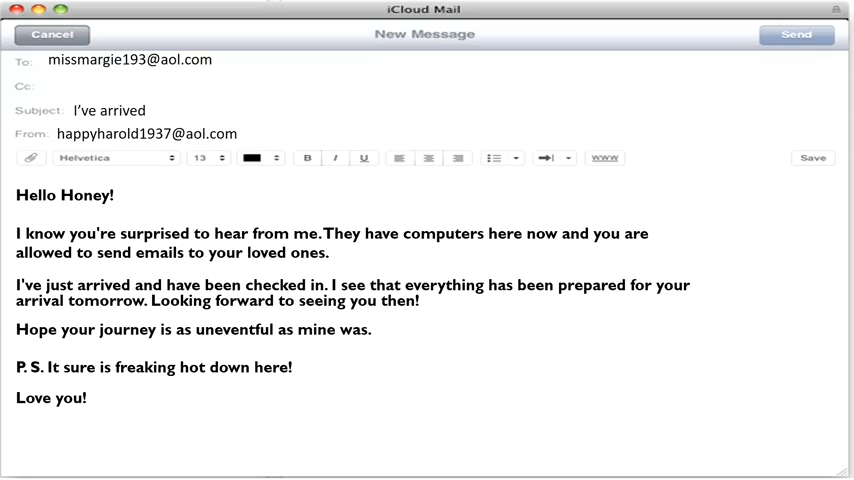 iCloud Mail
Cancel
New Message
Send
To: missmargie193@aol.com
Cc:
Subject: I've arrived
From: happyharold1937@aol.com
Helvetica 13 B I U www Save
Hello Honey!
I know you're surprised to hear from me. They have computers here now and you are
allowed to send emails to your loved ones.
I've just arrived and have been checked in. I see that everything has been prepared for your
arrival tomorrow. Looking forward to seeing you then!
Hope your journey is as uneventful as mine was.
P. S. It sure is freaking hot down here!
Love you!